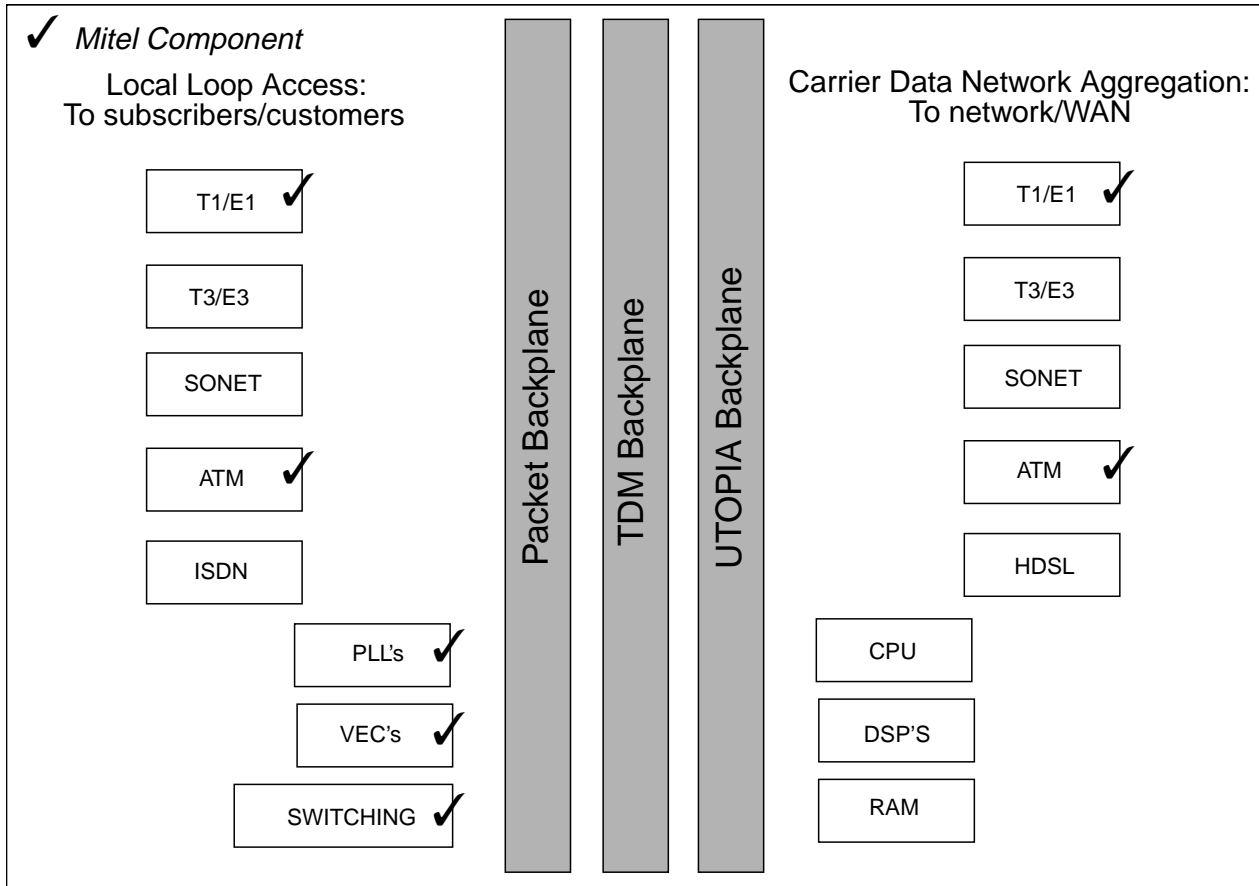 ✓ Mitel Component
Local Loop Access:
To subscribers/customers
T1/E1 ✓
T3/E3
SONET
ATM ✓
ISDN
PLL's ✓
VEC's ✓
SWITCHING ✓
Packet Backplane
TDM Backplane
UTOPIA Backplane
Carrier Data Network Aggregation:
To network/WAN
T1/E1 ✓
T3/E3
SONET
ATM ✓
HDSL
CPU
DSP'S
RAM